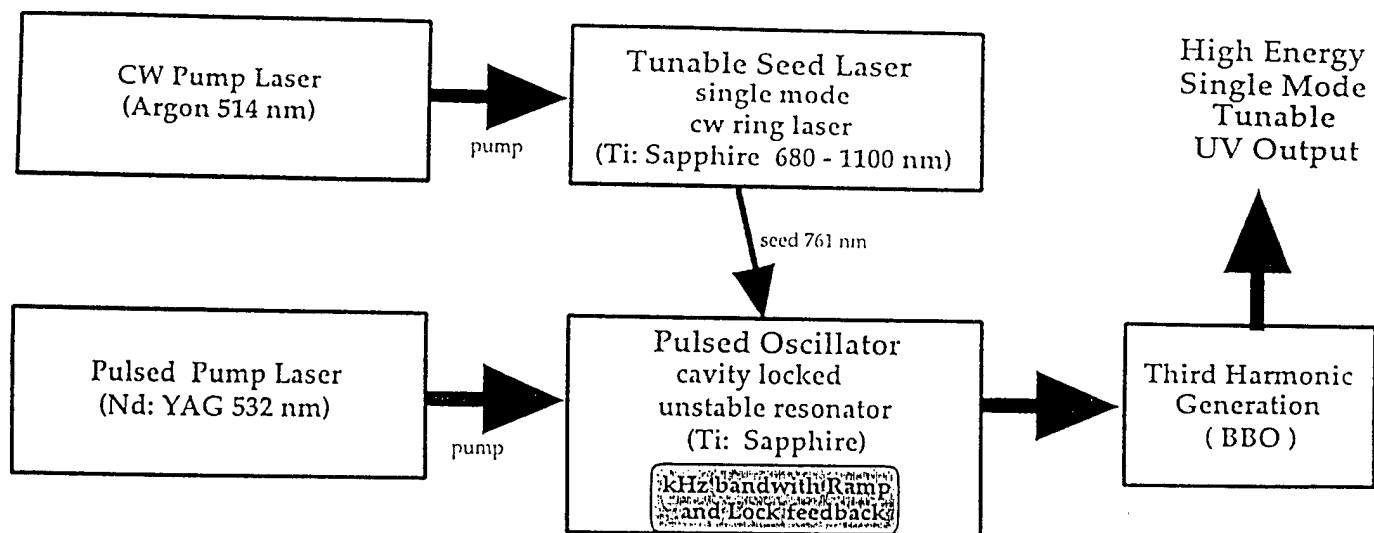 CW Pump Laser
(Argon 514 nm)
pump
Tunable Seed Laser
single mode
cw ring laser
(Ti: Sapphire 680 - 1100 nm)
High Energy
Single Mode
Tunable
UV Output
seed 761 nm
Pulsed Pump Laser
(Nd: YAG 532 nm)
pump
Pulsed Oscillator
cavity locked
unstable resonator
(Ti: Sapphire)
kHz bandwith Ramp
and Lock feedback
Third Harmonic
Generation
( BBO )